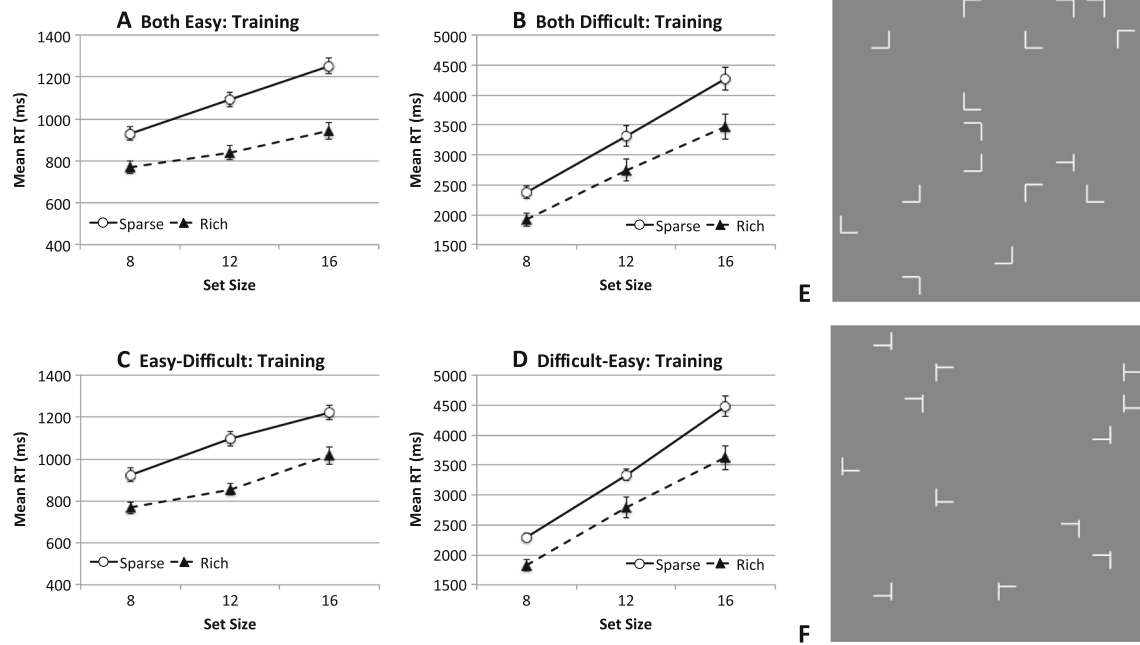 A Both Easy: Training
1400
1200
1000
800
600
400
Mean RT (ms)
Sparse Rich
8 12 16
Set Size
B Both Difficult: Training
5000
4500
4000
3500
3000
2500
2000
1500
Mean RT (ms)
Sparse Rich
8 12 16
Set Size
E
C Easy-Difficult: Training
1400
1200
1000
800
600
400
Mean RT (ms)
Sparse Rich
8 12 16
Set Size
D Difficult-Easy: Training
5000
4500
4000
3500
3000
2500
2000
1500
Mean RT (ms)
Sparse Rich
8 12 16
Set Size
F